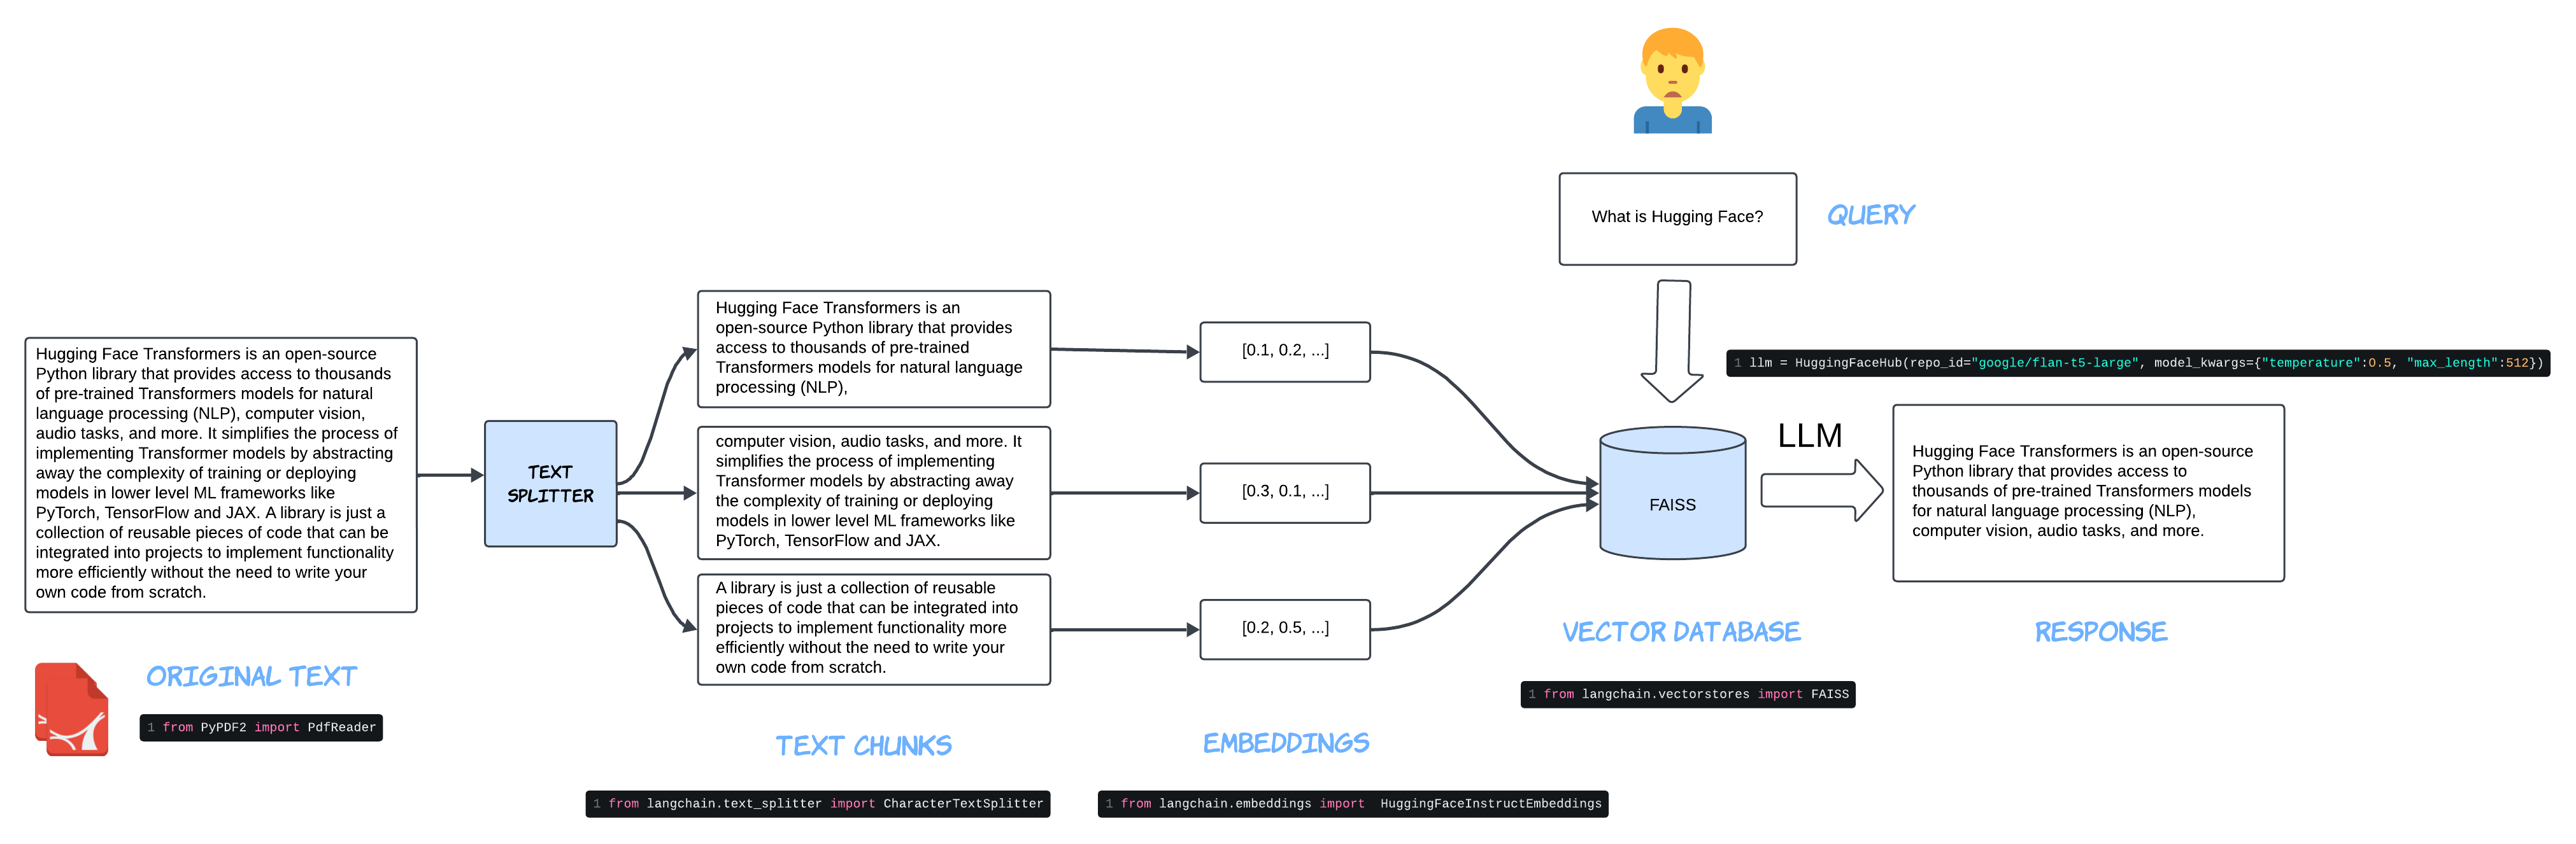 What is Hugging Face?
QUERY
Hugging Face Transformers is an open-source
Python library that provides access to thousands
of pre-trained Transformers models for natural
language processing (NLP), computer vision,
audio tasks, and more. It simplifies the process of
implementing Transformer models by abstracting
away the complexity of training or deploying
models in lower level ML frameworks like
PyTorch, TensorFlow and JAX. A library is just a
collection of reusable pieces of code that can be
integrated into projects to implement functionality
more efficiently without the need to write your
own code from scratch.
ORIGINAL TEXT
1 from PyPDF2 import PdfReader
TEXT
SPLITTER
Hugging Face Transformers is an
open-source Python library that provides
access to thousands of pre-trained
Transformers models for natural language
processing (NLP),
computer vision, audio tasks, and more. It
simplifies the process of implementing
Transformer models by abstracting away
the complexity of training or deploying
models in lower level ML frameworks like
PyTorch, TensorFlow and JAX.
A library is just a collection of reusable
pieces of code that can be integrated into
projects to implement functionality more
efficiently without the need to write your
own code from scratch.
TEXT CHUNKS
1 from langchain.text_splitter import CharacterTextSplitter
[0.1, 0.2, ...]
[0.3, 0.1, ...]
[0.2, 0.5, ...]
EMBEDDINGS
1 from langchain.embeddings import  HuggingFaceInstructEmbeddings
FAISS
VECTOR DATABASE
1 from langchain.vectorstores import FAISS
1 llm = HuggingFaceHub(repo_id="google/flan-t5-large", model_kwargs={"temperature":0.5, "max_length":512})
LLM
Hugging Face Transformers is an open-source
Python library that provides access to
thousands of pre-trained Transformers models
for natural language processing (NLP),
computer vision, audio tasks, and more.
RESPONSE